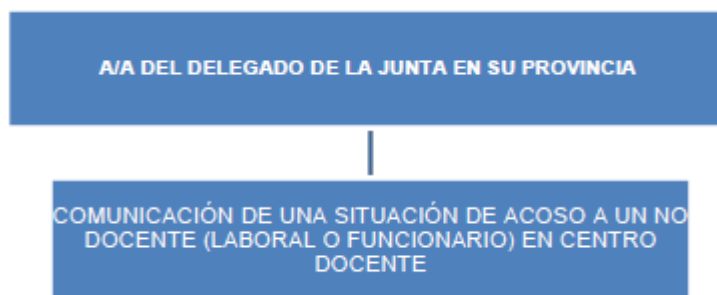 A/A DEL DELEGADO DE LA JUNTA EN SU PROVINCIA
COMUNICACIÓN DE UNA SITUACIÓN DE ACOSO A UN NO
DOCENTE (LABORAL O FUNCIONARIO) EN CENTRO
DOCENTE